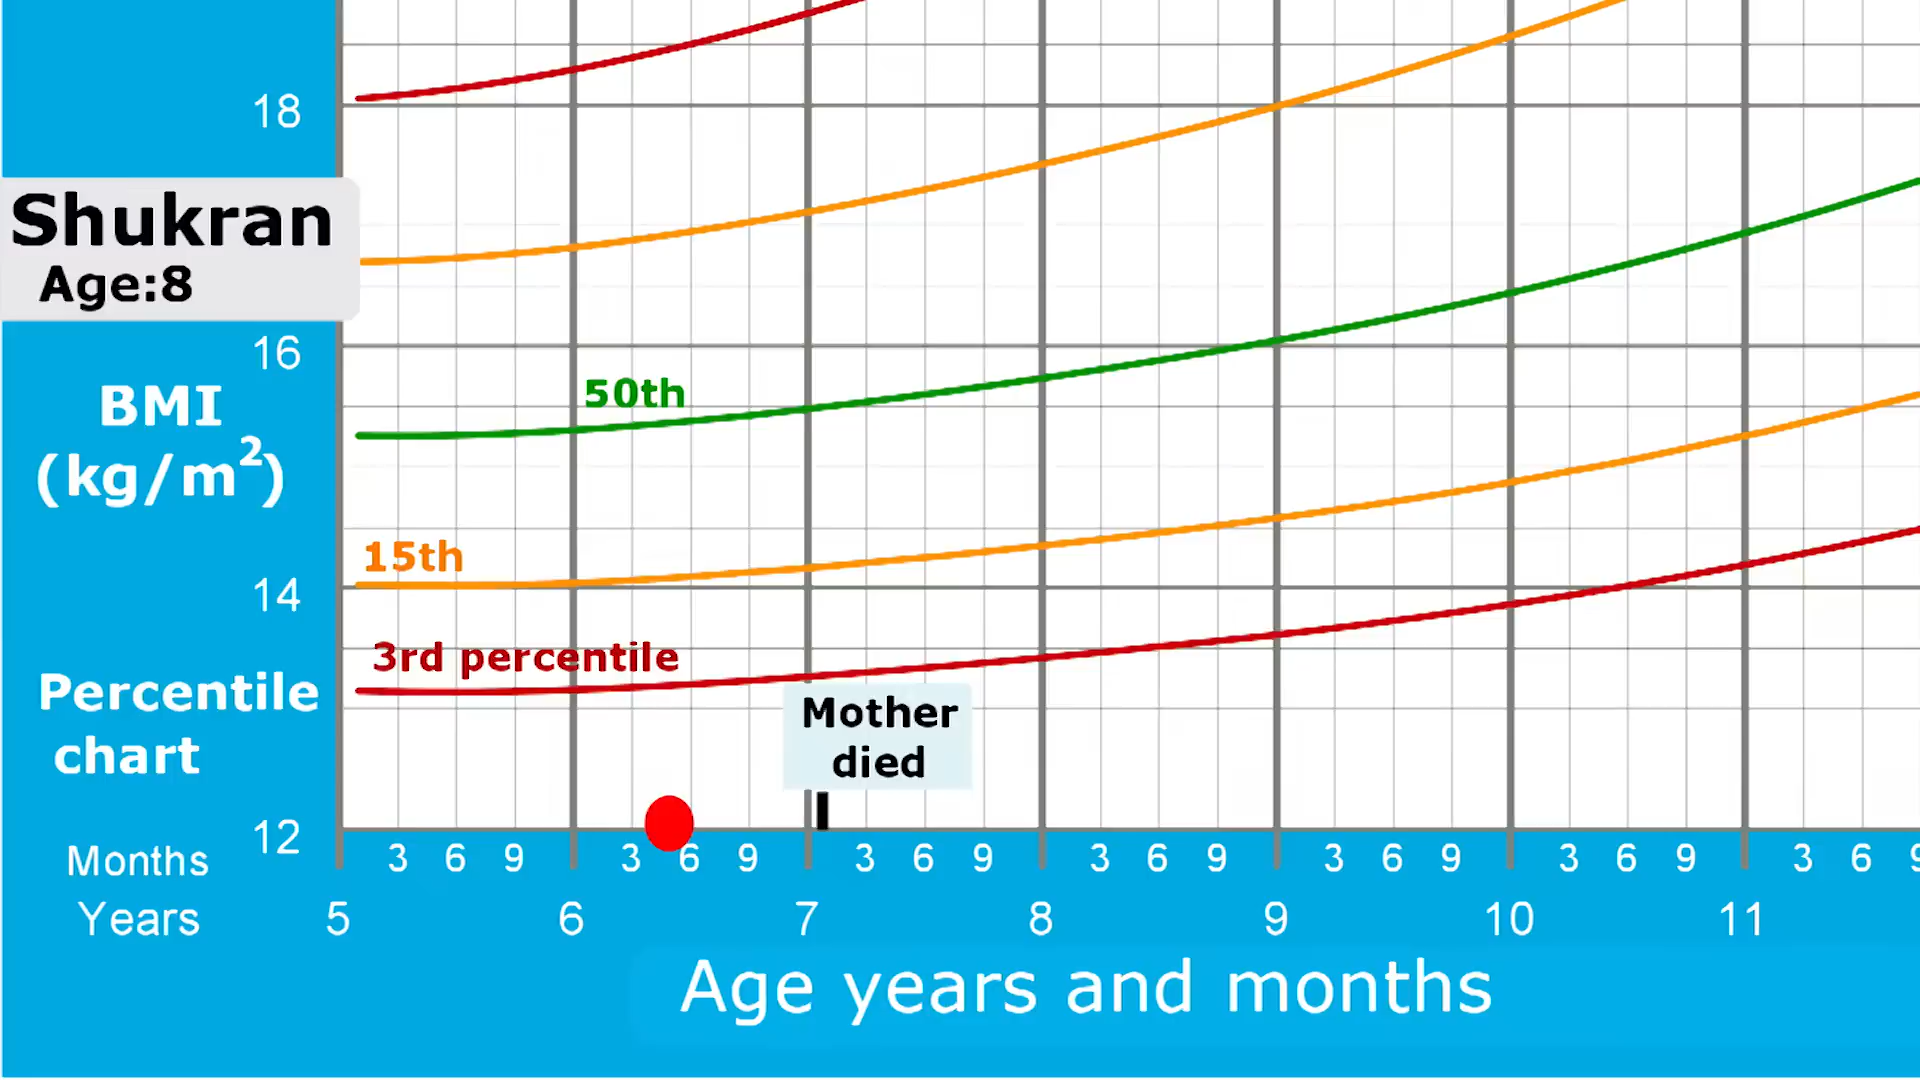 18
Shukran
Age:8
16
BMI
(kg/m²)
50th
15th
14
3rd percentile
Percentile
chart
Mother
died
12
Months 3 6 9 3 6 9 3 6 9 3 6 9 3 6 9 3 6 9 3 6 9
Years 5 6 7 8 9 10 11
Age years and months